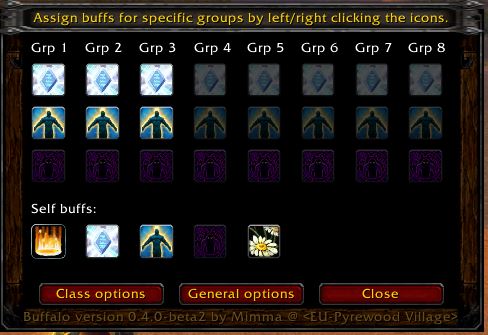 Assign buffs for specific groups by left/right clicking the icons.
Grp 1 Grp 2 Grp 3 Grp 4 Grp 5 Grp 6 Grp 7 Grp 8
Self buffs:
Class options General options Close
Buffalo version 0.4.0-beta2 by Mimma @ <EU-Pyrewood Village>